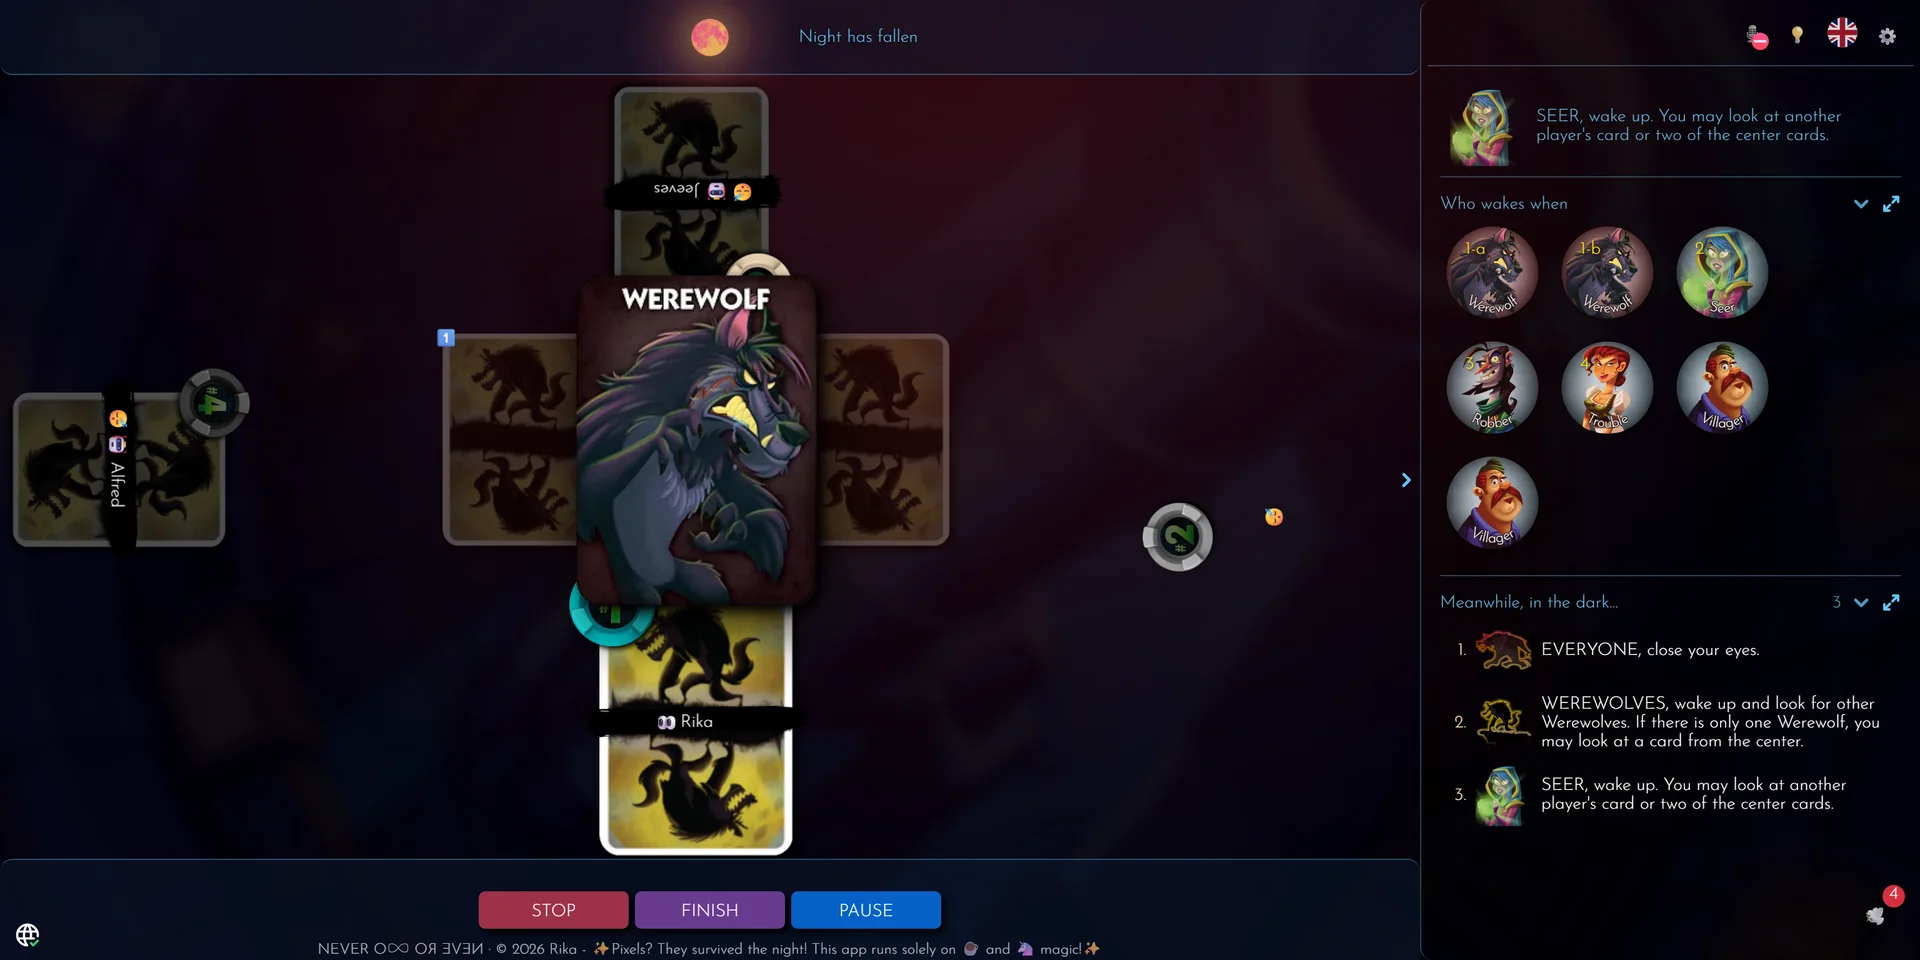 Night has fallen
SEER, wake up. You may look at another
player's card or two of the center cards.
Jeeves
WEREWOLF
1
#4
Alfred
#2
#1
Rika
Who wakes when
1-a
Werewolf
1-b
Werewolf
2
Seer
3
Robber
4
Trouble
Villager
Villager
Meanwhile, in the dark...
3
1.
EVERYONE, close your eyes.
2.
WEREWOLVES, wake up and look for other
Werewolves. If there is only one Werewolf, you
may look at a card from the center.
3.
SEER, wake up. You may look at another
player's card or two of the center cards.
4
STOP
FINISH
PAUSE
NEVER O∞ OЯ ƎVƎИ · © 2026 Rika - ✨Pixels? They survived the night! This app runs solely on and 🦄 magic!✨